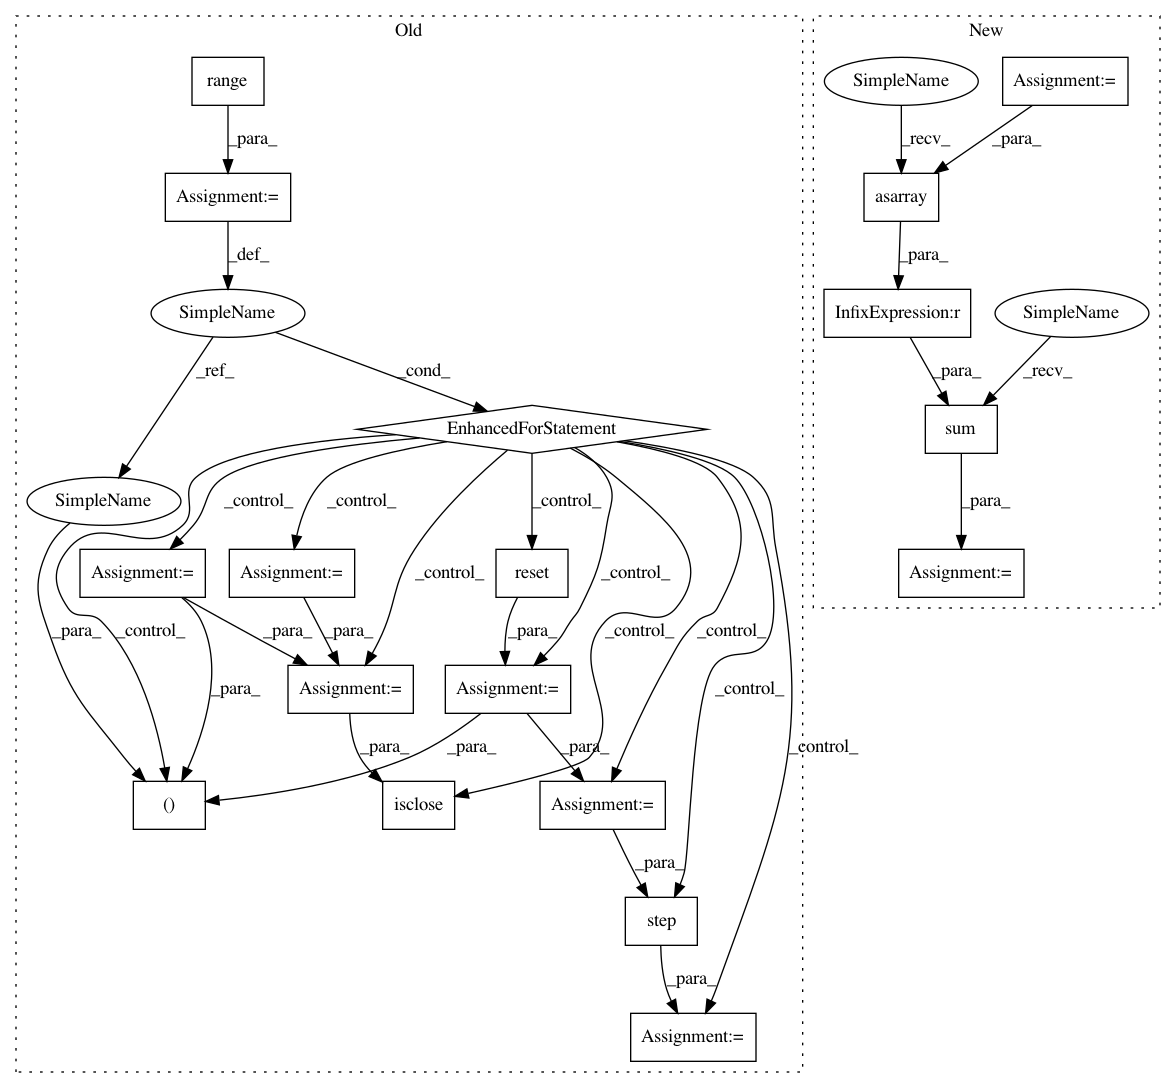 Old
New
range
SimpleName
Assignment:=
_para_
_recv_
_para_
Assignment:=
asarray
_def_
_para_
SimpleName
InfixExpression:r
SimpleName
_ref_
_cond_
_para_
_recv_
EnhancedForStatement
sum
SimpleName
_control_
_control_
_control_
_para_
Assignment:=
Assignment:=
reset
Assignment:=
_control_
_control_
_para_
_control_
_para_
_para_
_para_
_control_
_control_
Assignment:=
Assignment:=
_para_
_control_
_para_
_para_
_para_
_control_
()
isclose
Assignment:=
_para_
step
_para_
Assignment:=